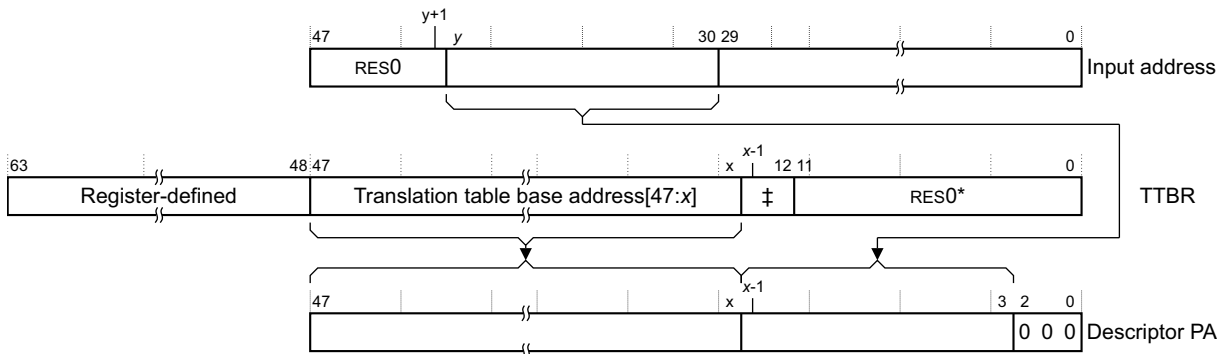 y+1
47 y 30 29 0
RES0 Input address
x-1
63 48 47 x 12 11 0
Register-defined Translation table base address[47:x] ‡ RES0* TTBR
x-1
47 x 3 2 0
0 0 0 Descriptor PA